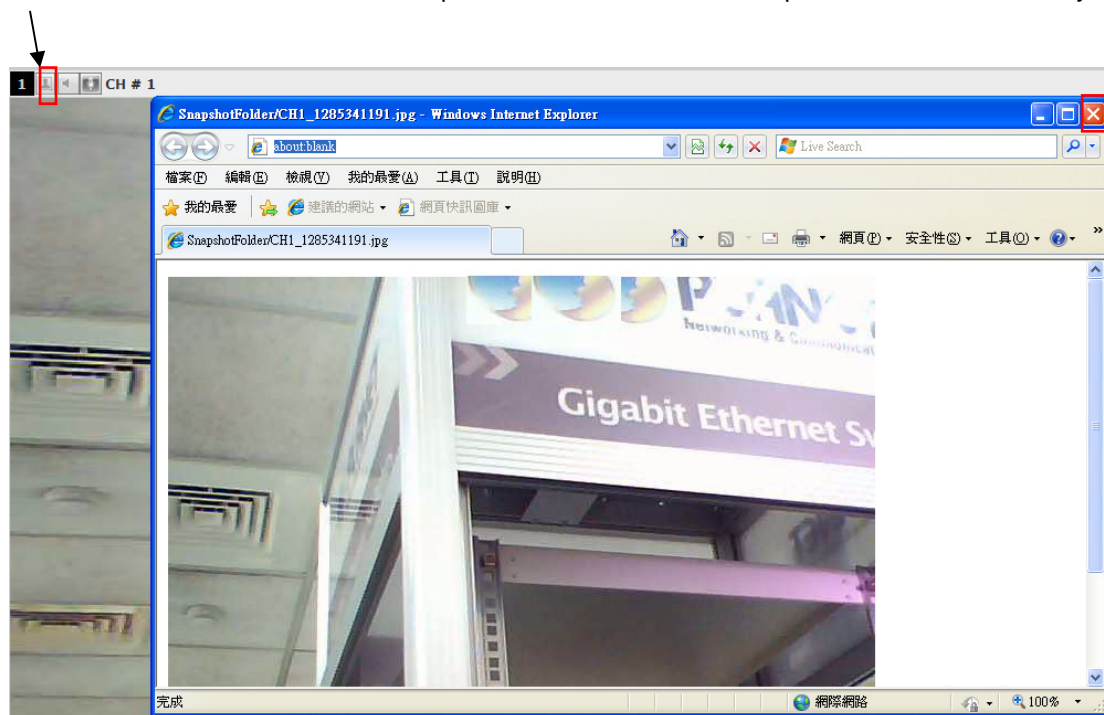 1 CH # 1
SnapshotFolder/CH1_1285341191.jpg - Windows Internet Explorer
about:blank Live Search
檔案(F) 編輯(E) 檢視(V) 我的最愛(A) 工具(T) 說明(H)
我的最愛 建議的網站 網頁快訊圖庫
SnapshotFolder/CH1_1285341191.jpg 網頁(P) 安全性(S) 工具(O) »
Networking &
Gigabit Ethernet
完成 網際網路 100%